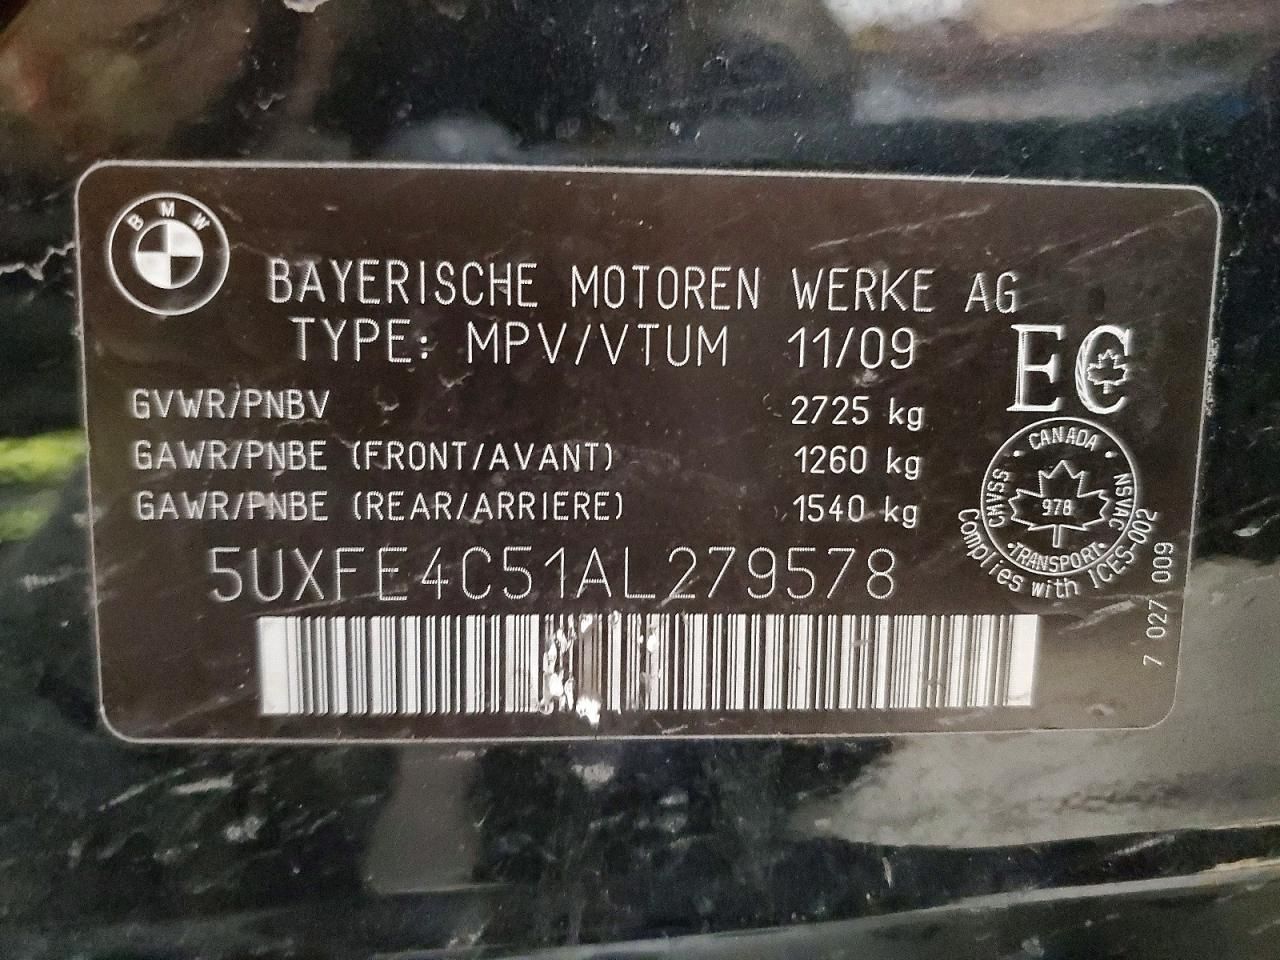 BMW
BAYERISCHE MOTOREN WERKE AG
TYPE: MPV/VTUM 11/09
EC
GVWR/PNBV 2725 kg
GAWR/PNBE (FRONT/AVANT) 1260 kg
GAWR/PNBE (REAR/ARRIERE) 1540 kg
CANADA
CMVSS
NSVAC
978
TRANSPORT
Complies with ICES-002
5UXFE4C51AL279578
7 027 009